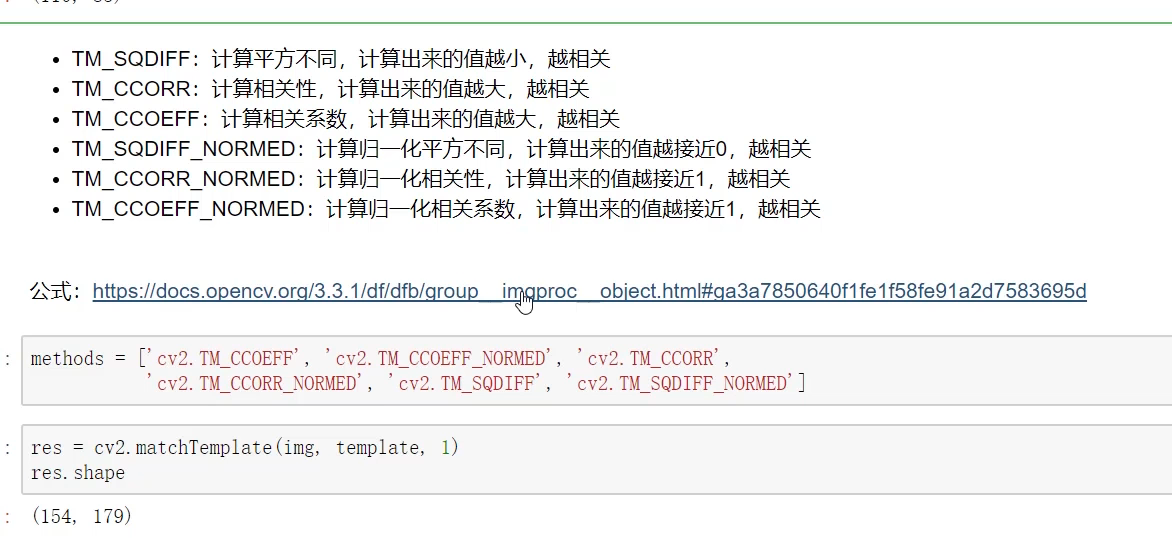 TM_SQDIFF：计算平方不同，计算出来的值越小，越相关
TM_CCORR：计算相关性，计算出来的值越大，越相关
TM_CCOEFF：计算相关系数，计算出来的值越大，越相关
TM_SQDIFF_NORMED：计算归一化平方不同，计算出来的值越接近0，越相关
TM_CCORR_NORMED：计算归一化相关性，计算出来的值越接近1，越相关
TM_CCOEFF_NORMED：计算归一化相关系数，计算出来的值越接近1，越相关
公式：https://docs.opencv.org/3.3.1/df/dfb/group__imgproc__object.html#ga3a7850640f1fe1f58fe91a2d7583695d
methods = ['cv2.TM_CCOEFF', 'cv2.TM_CCOEFF_NORMED', 'cv2.TM_CCORR',
'cv2.TM_CCORR_NORMED', 'cv2.TM_SQDIFF', 'cv2.TM_SQDIFF_NORMED']
res = cv2.matchTemplate(img, template, 1)
res.shape
(154, 179)